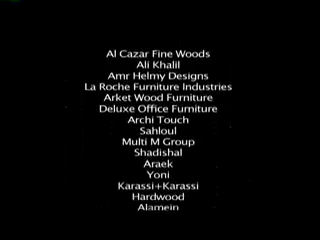 Al Cazar Fine Woods
Ali Khalil
Amr Helmy Designs
La Roche Furniture Industries
Arket Wood Furniture
Deluxe Office Furniture
Archi Touch
Sahloul
Multi M Group
Shadishal
Araek
Yoni
Karassi+Karassi
Hardwood
Alamein